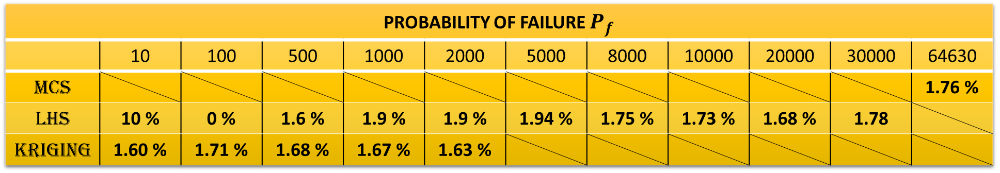 PROBABILITY OF FAILURE P_f
10 100 500 1000 2000 5000 8000 10000 20000 30000 64630
MCS 1.76 %
LHS 10 % 0 % 1.6 % 1.9 % 1.9 % 1.94 % 1.75 % 1.73 % 1.68 % 1.78
KRIGING 1.60 % 1.71 % 1.68 % 1.67 % 1.63 %